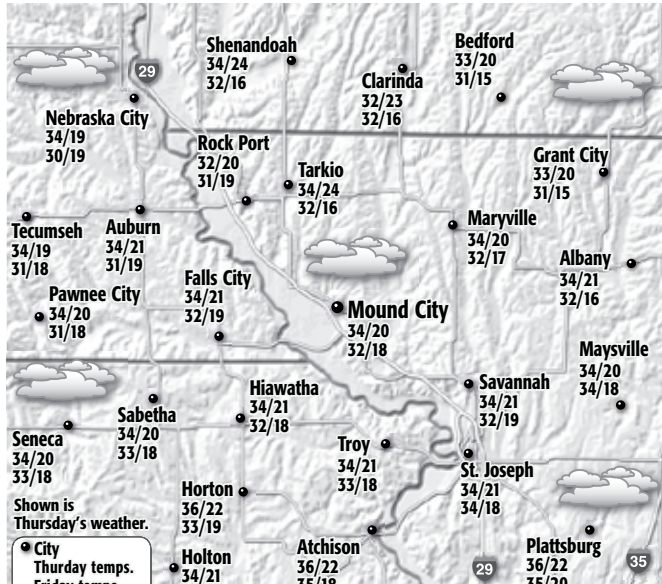 Shenandoah
34/24
32/16
Bedford
33/20
31/15
29
Clarinda
32/23
32/16
Nebraska City
34/19
30/19
Rock Port
32/20
31/19
Tarkio
34/24
32/16
Grant City
33/20
31/15
Tecumseh
34/19
31/18
Auburn
34/21
31/19
Maryville
34/20
32/17
Albany
34/21
32/16
Falls City
34/21
32/19
Pawnee City
34/20
31/18
Mound City
34/20
32/18
Maysville
34/20
34/18
Savannah
34/21
32/19
Hiawatha
34/21
32/18
Sabetha
34/20
33/18
Seneca
34/20
33/18
Troy
34/21
33/18
St. Joseph
34/21
34/18
Horton
36/22
33/19
Shown is
Thursday's weather.
City
Thurday temps.
Friday temps.
Holton
34/21
Atchison
36/22
35/18
29
Plattsburg
36/22
35/20
35